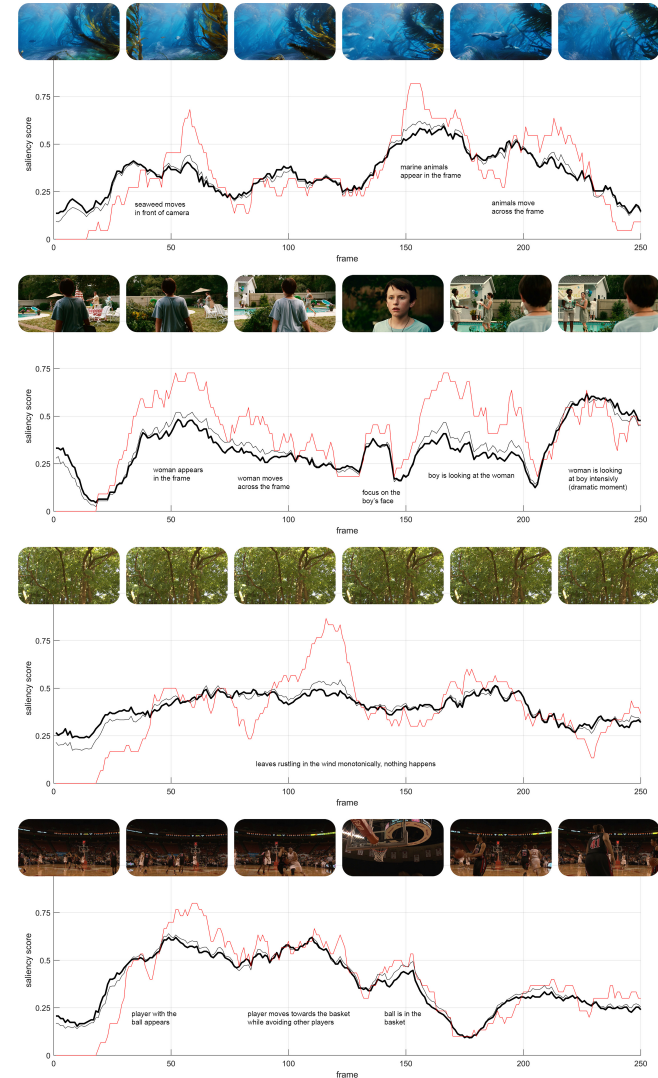 0.75
0.5
0.25
0
saliency score
seaweed moves
in front of camera
marine animals
appear in the frame
animals move
across the frame
0 50 100 150 200 250
frame
0.75
0.5
0.25
0
saliency score
woman appears
in the frame
woman moves
across the frame
focus on the
boy's face
boy is looking at the woman
woman is looking
at boy intensivly
(dramatic moment)
0 50 100 150 200 250
frame
0.75
0.5
0.25
0
saliency score
leaves rustling in the wind monotonically, nothing happens
0 50 100 150 200 250
frame
41
0.75
0.5
0.25
0
saliency score
player with the
ball appears
player moves towards the basket
while avoiding other players
ball is in the
basket
0 50 100 150 200 250
frame